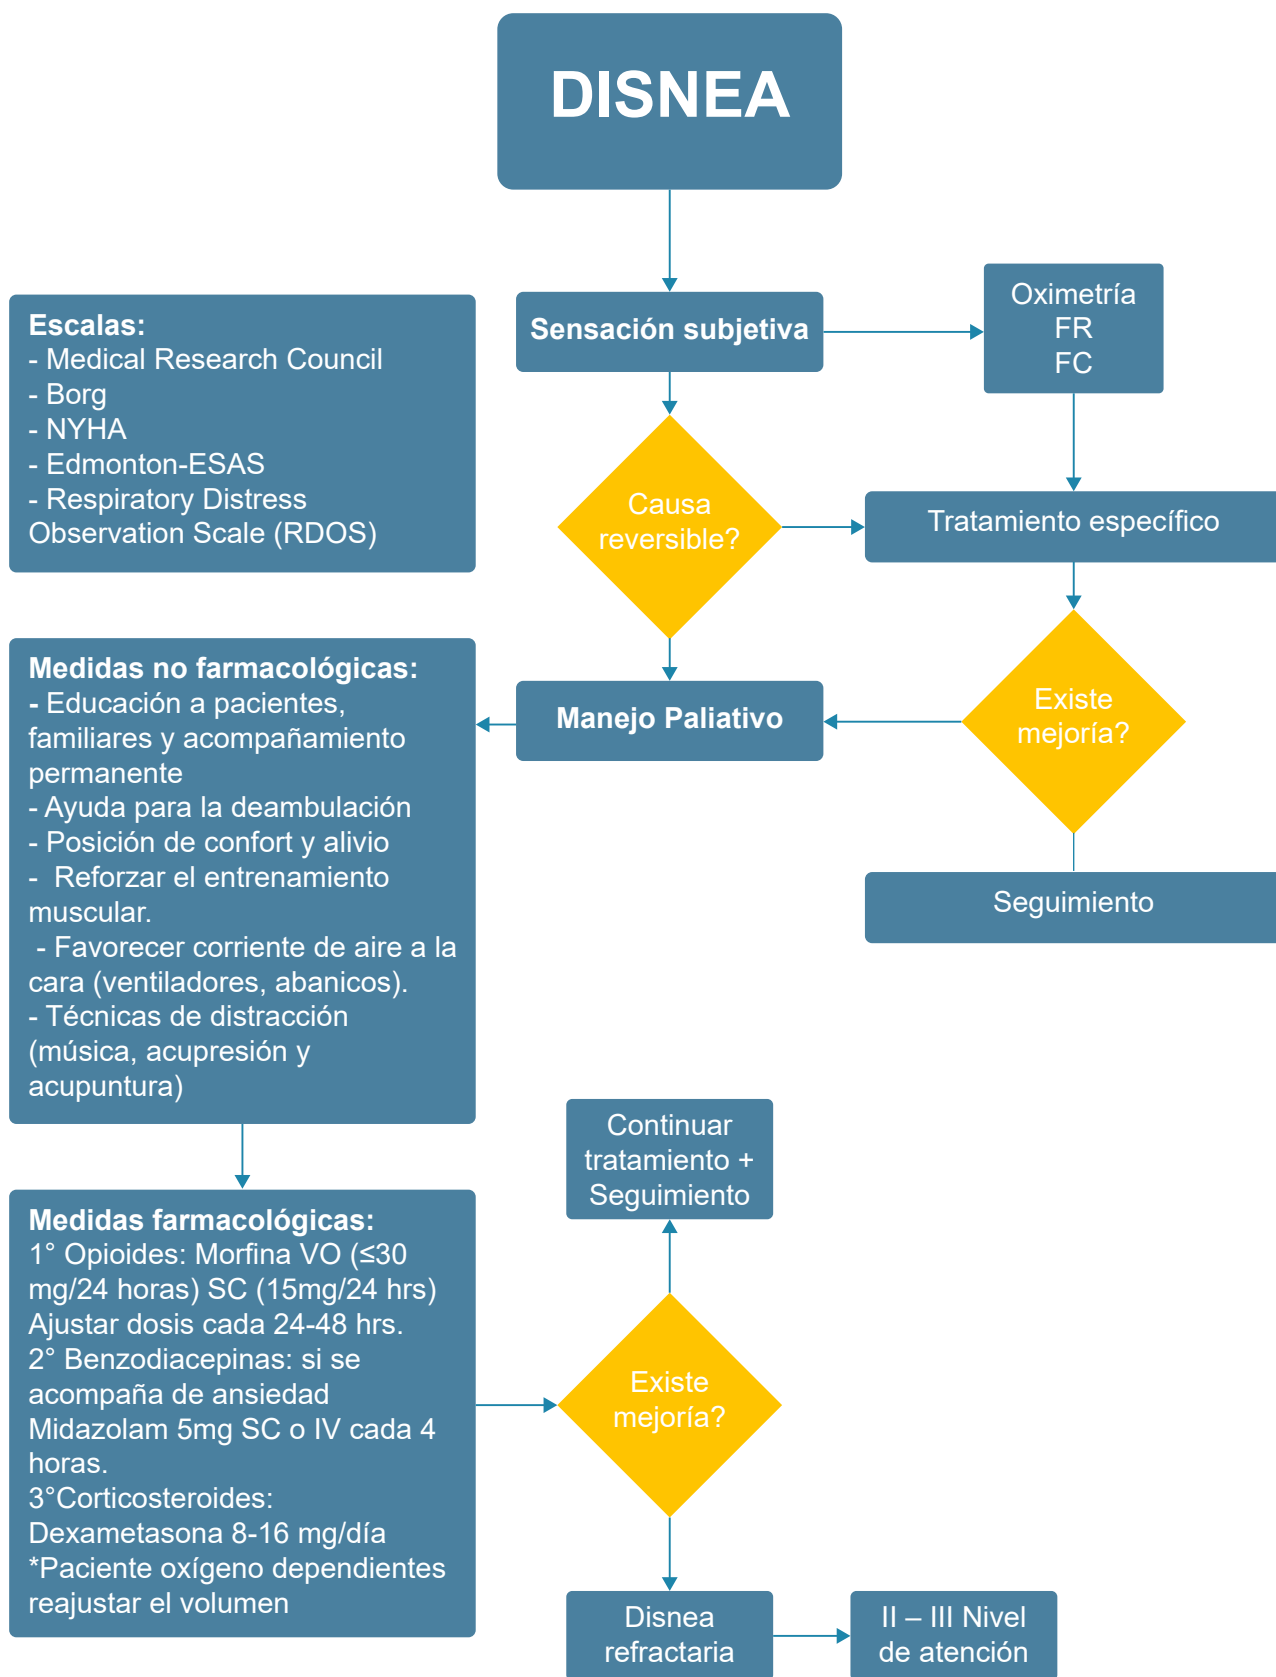 DISNEA
Sensación subjetiva
Oximetría
FR
FC
Escalas:
- Medical Research Council
- Borg
- NYHA
- Edmonton-ESAS
- Respiratory Distress
Observation Scale (RDOS)
Causa
reversible?
Tratamiento específico
Medidas no farmacológicas:
- Educación a pacientes,
familiares y acompañamiento
permanente
- Ayuda para la deambulación
- Posición de confort y alivio
-  Reforzar el entrenamiento
muscular.
- Favorecer corriente de aire a la
cara (ventiladores, abanicos).
- Técnicas de distracción
(música, acupresión y
acupuntura)
Manejo Paliativo
Existe
mejoría?
Seguimiento
Medidas farmacológicas:
1° Opioides: Morfina VO (≤30
mg/24 horas) SC (15mg/24 hrs)
Ajustar dosis cada 24-48 hrs.
2° Benzodiacepinas: si se
acompaña de ansiedad
Midazolam 5mg SC o IV cada 4
horas.
3°Corticosteroides:
Dexametasona 8-16 mg/día
*Paciente oxígeno dependientes
reajustar el volumen
Continuar
tratamiento +
Seguimiento
Existe
mejoría?
Disnea
refractaria
II – III Nivel
de atención